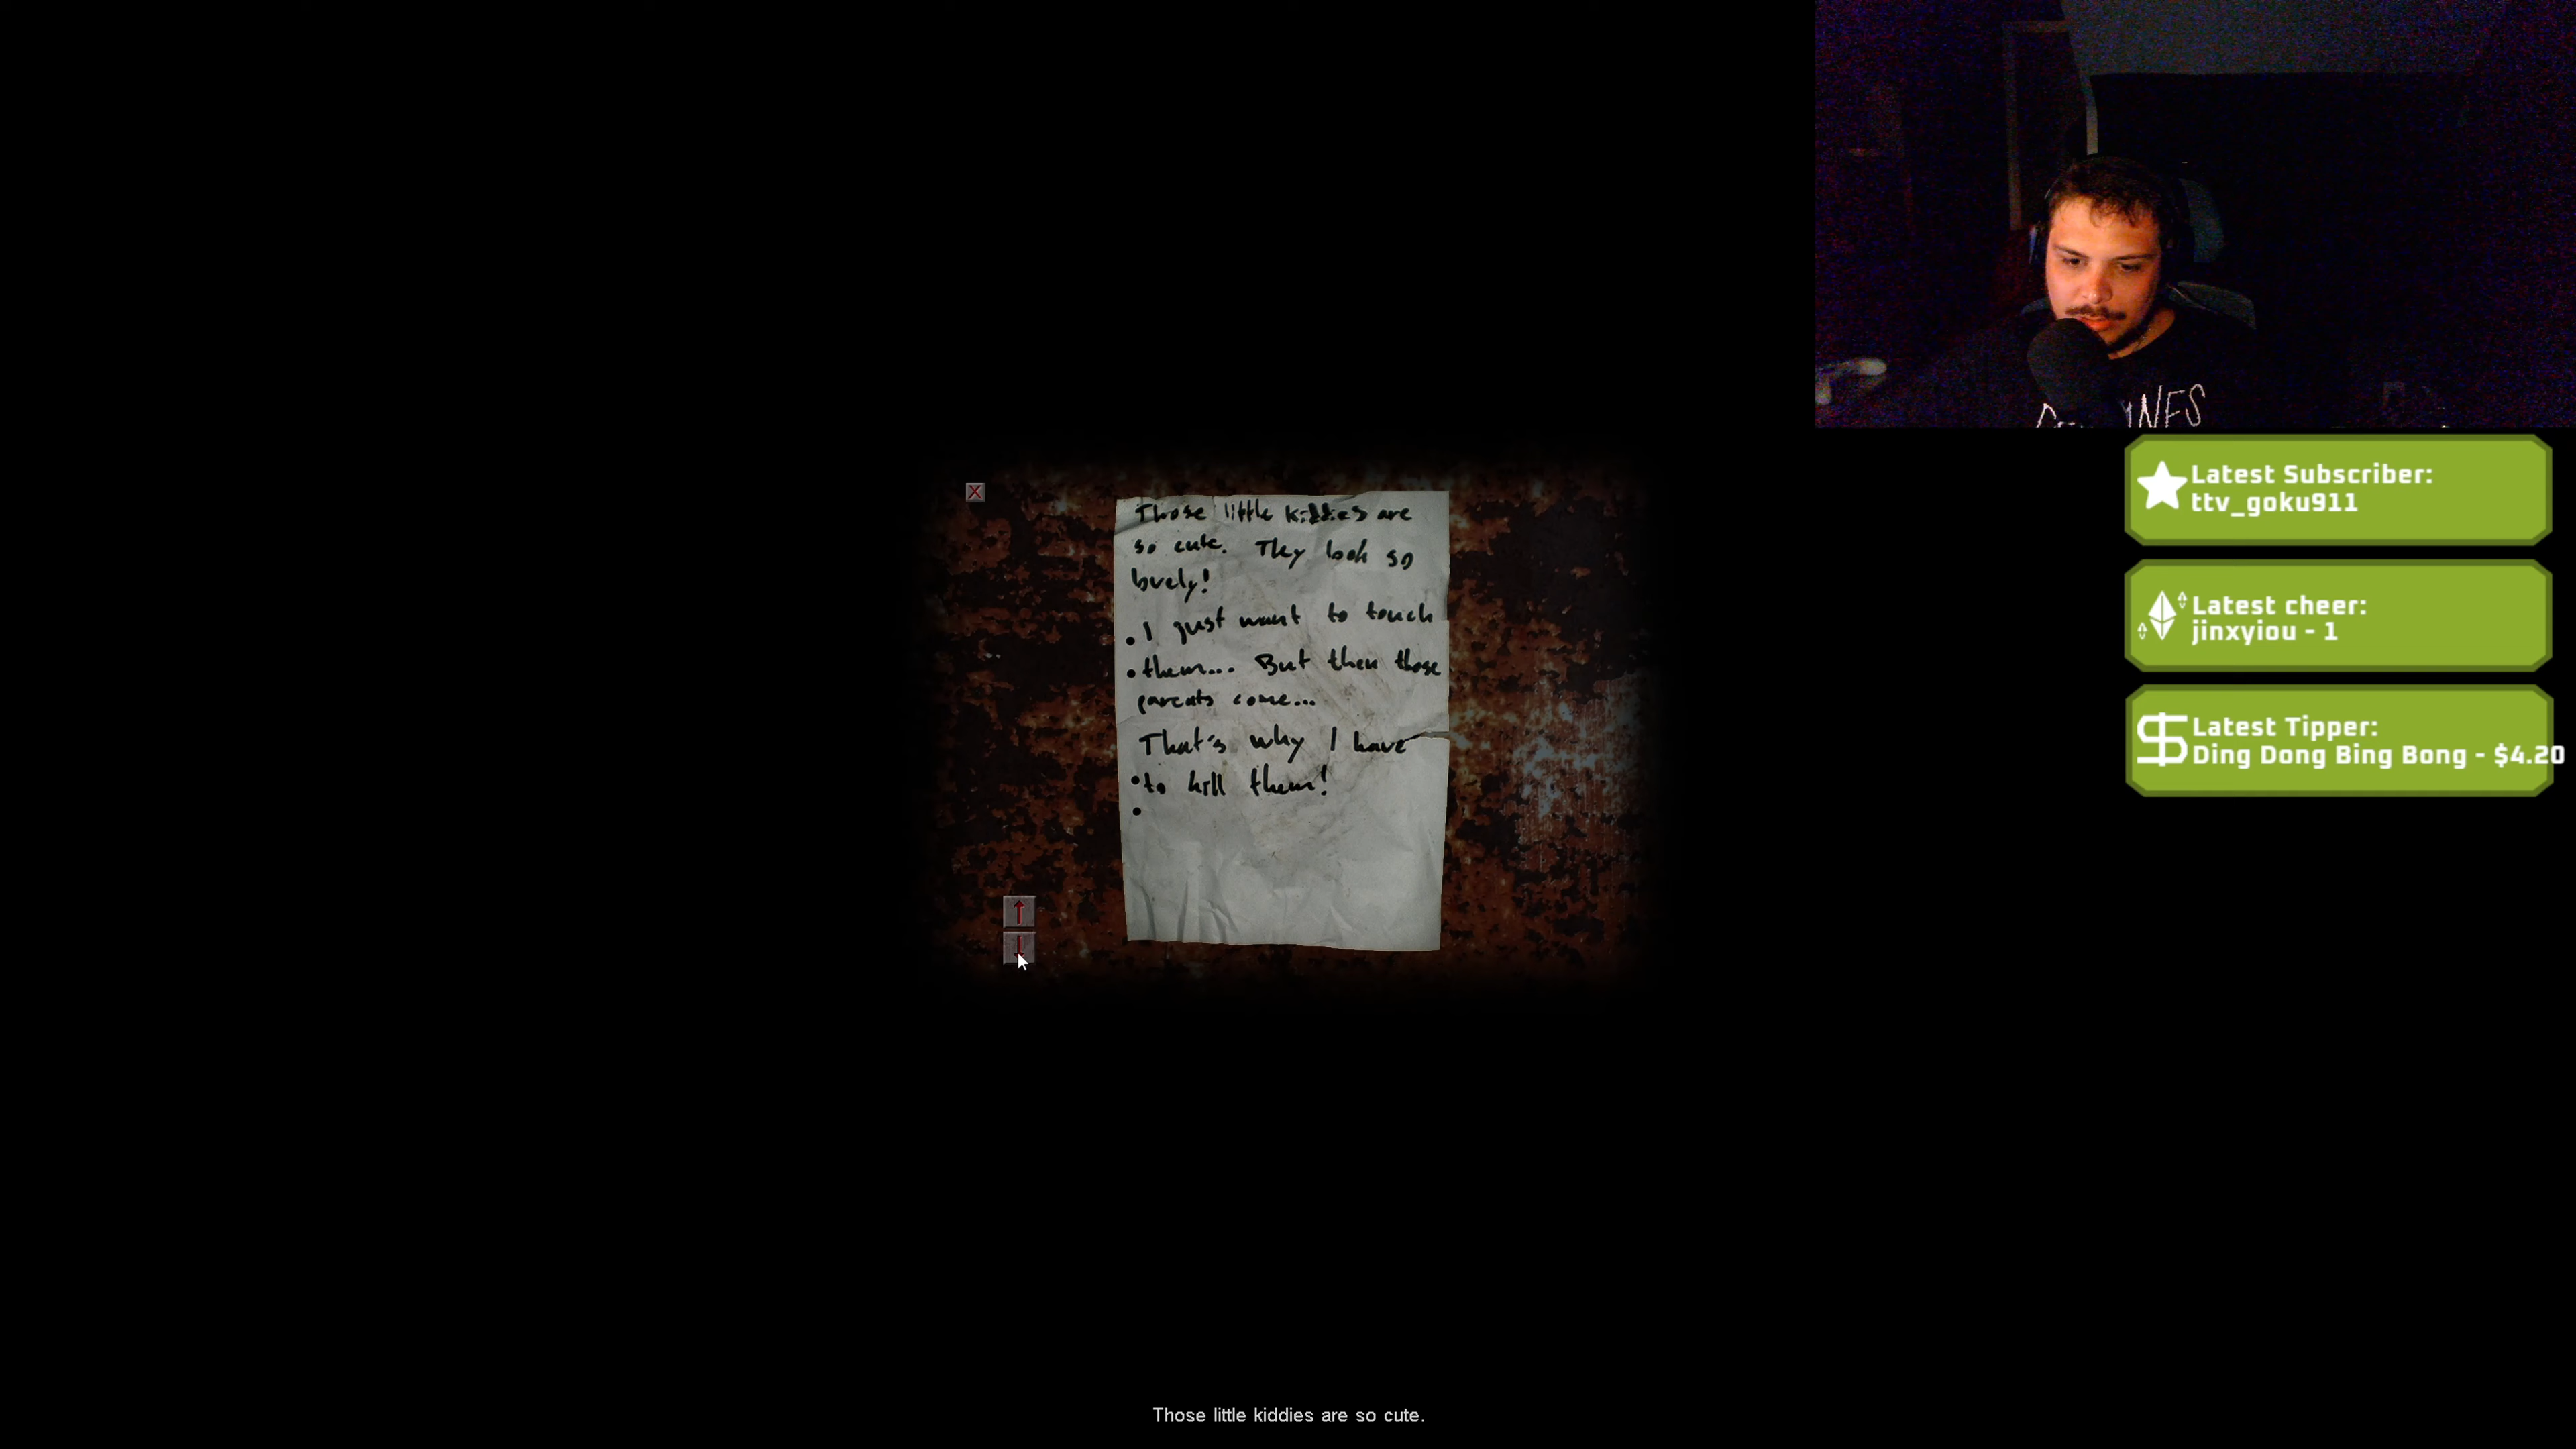 Those little kiddies are
so cute. They look so
lovely!
I just want to touch
them... But then those
parents come...
That's why I have
to kill them!
Latest Subscriber:
ttv_goku911
Latest cheer:
jinxyiou - 1
Latest Tipper:
Ding Dong Bing Bong - $4.20
Those little kiddies are so cute.